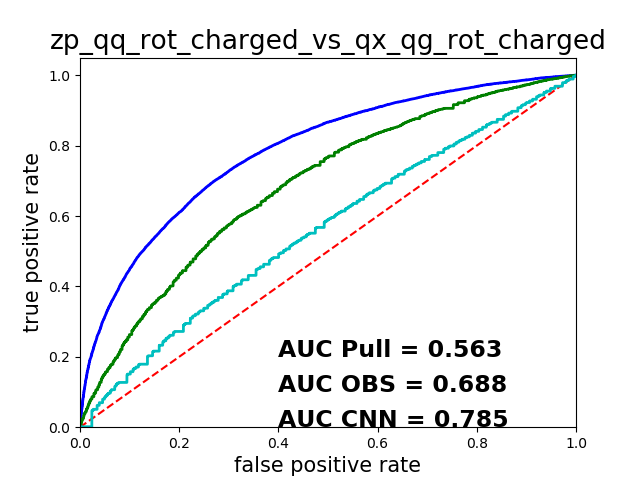 zp_qq_rot_charged_vs_qx_qg_rot_charged
true positive rate
1.0
0.8
0.6
0.4
0.2
0.0
AUC Pull = 0.563
AUC OBS = 0.688
AUC CNN = 0.785
0.0 0.2 0.4 0.6 0.8 1.0
false positive rate